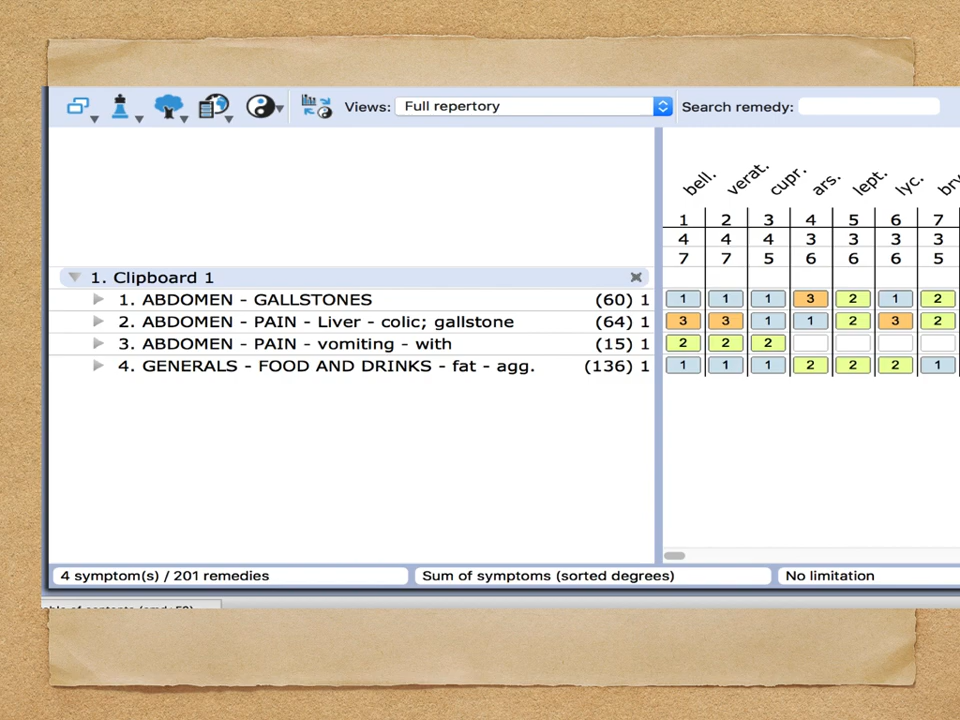 Views: Full repertory Search remedy:
bell. verat. cupr. ars. lept. lyc.
1 2 3 4 5 6 7
4 4 4 3 3 3 3
7 7 5 6 6 6 5
1. Clipboard 1
1. ABDOMEN - GALLSTONES (60) 1 1 1 1 3 2 1 2
2. ABDOMEN - PAIN - Liver - colic; gallstone (64) 1 3 3 1 1 2 3 2
3. ABDOMEN - PAIN - vomiting - with (15) 1 2 2 2
4. GENERALS - FOOD AND DRINKS - fat - agg. (136) 1 1 1 1 2 2 2 1
4 symptom(s) / 201 remedies Sum of symptoms (sorted degrees) No limitation